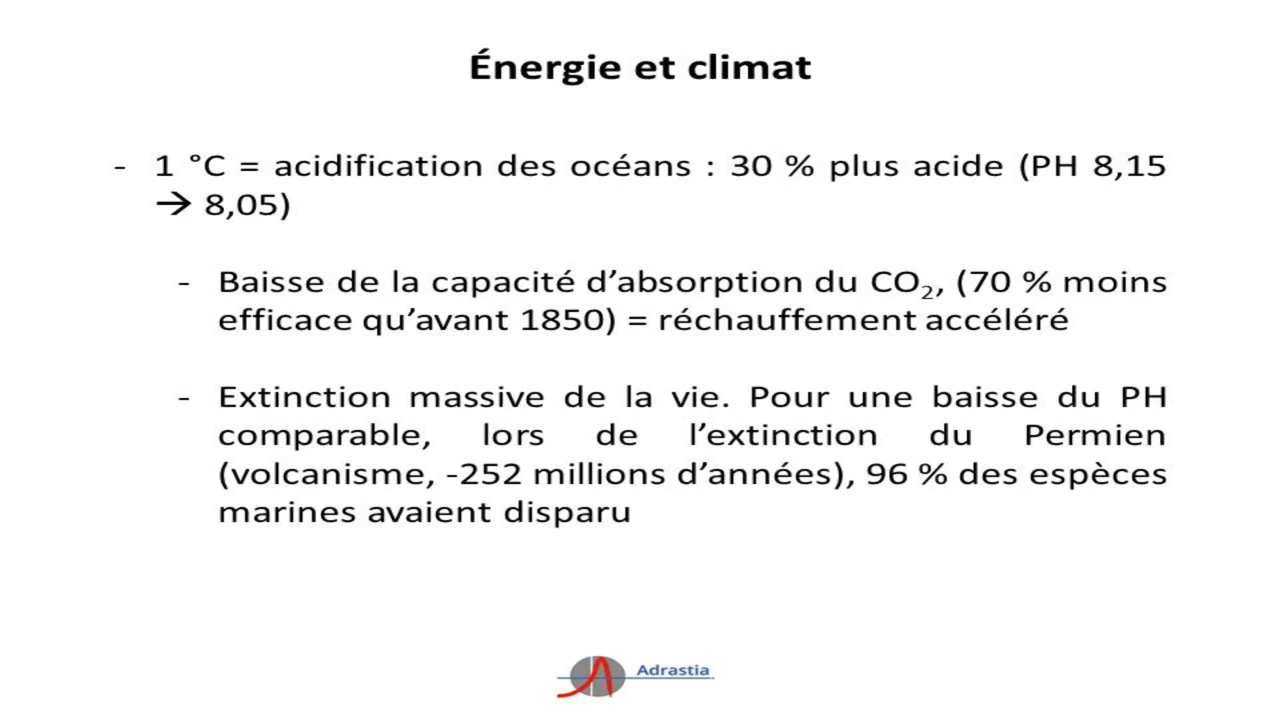 Énergie et climat
- 1 °C = acidification des océans : 30 % plus acide (PH 8,15
→ 8,05)
- Baisse de la capacité d’absorption du CO₂, (70 % moins
efficace qu’avant 1850) = réchauffement accéléré
- Extinction massive de la vie. Pour une baisse du PH
comparable, lors de l’extinction du Permien
(volcanisme, -252 millions d’années), 96 % des espèces
marines avaient disparu
Adrastia